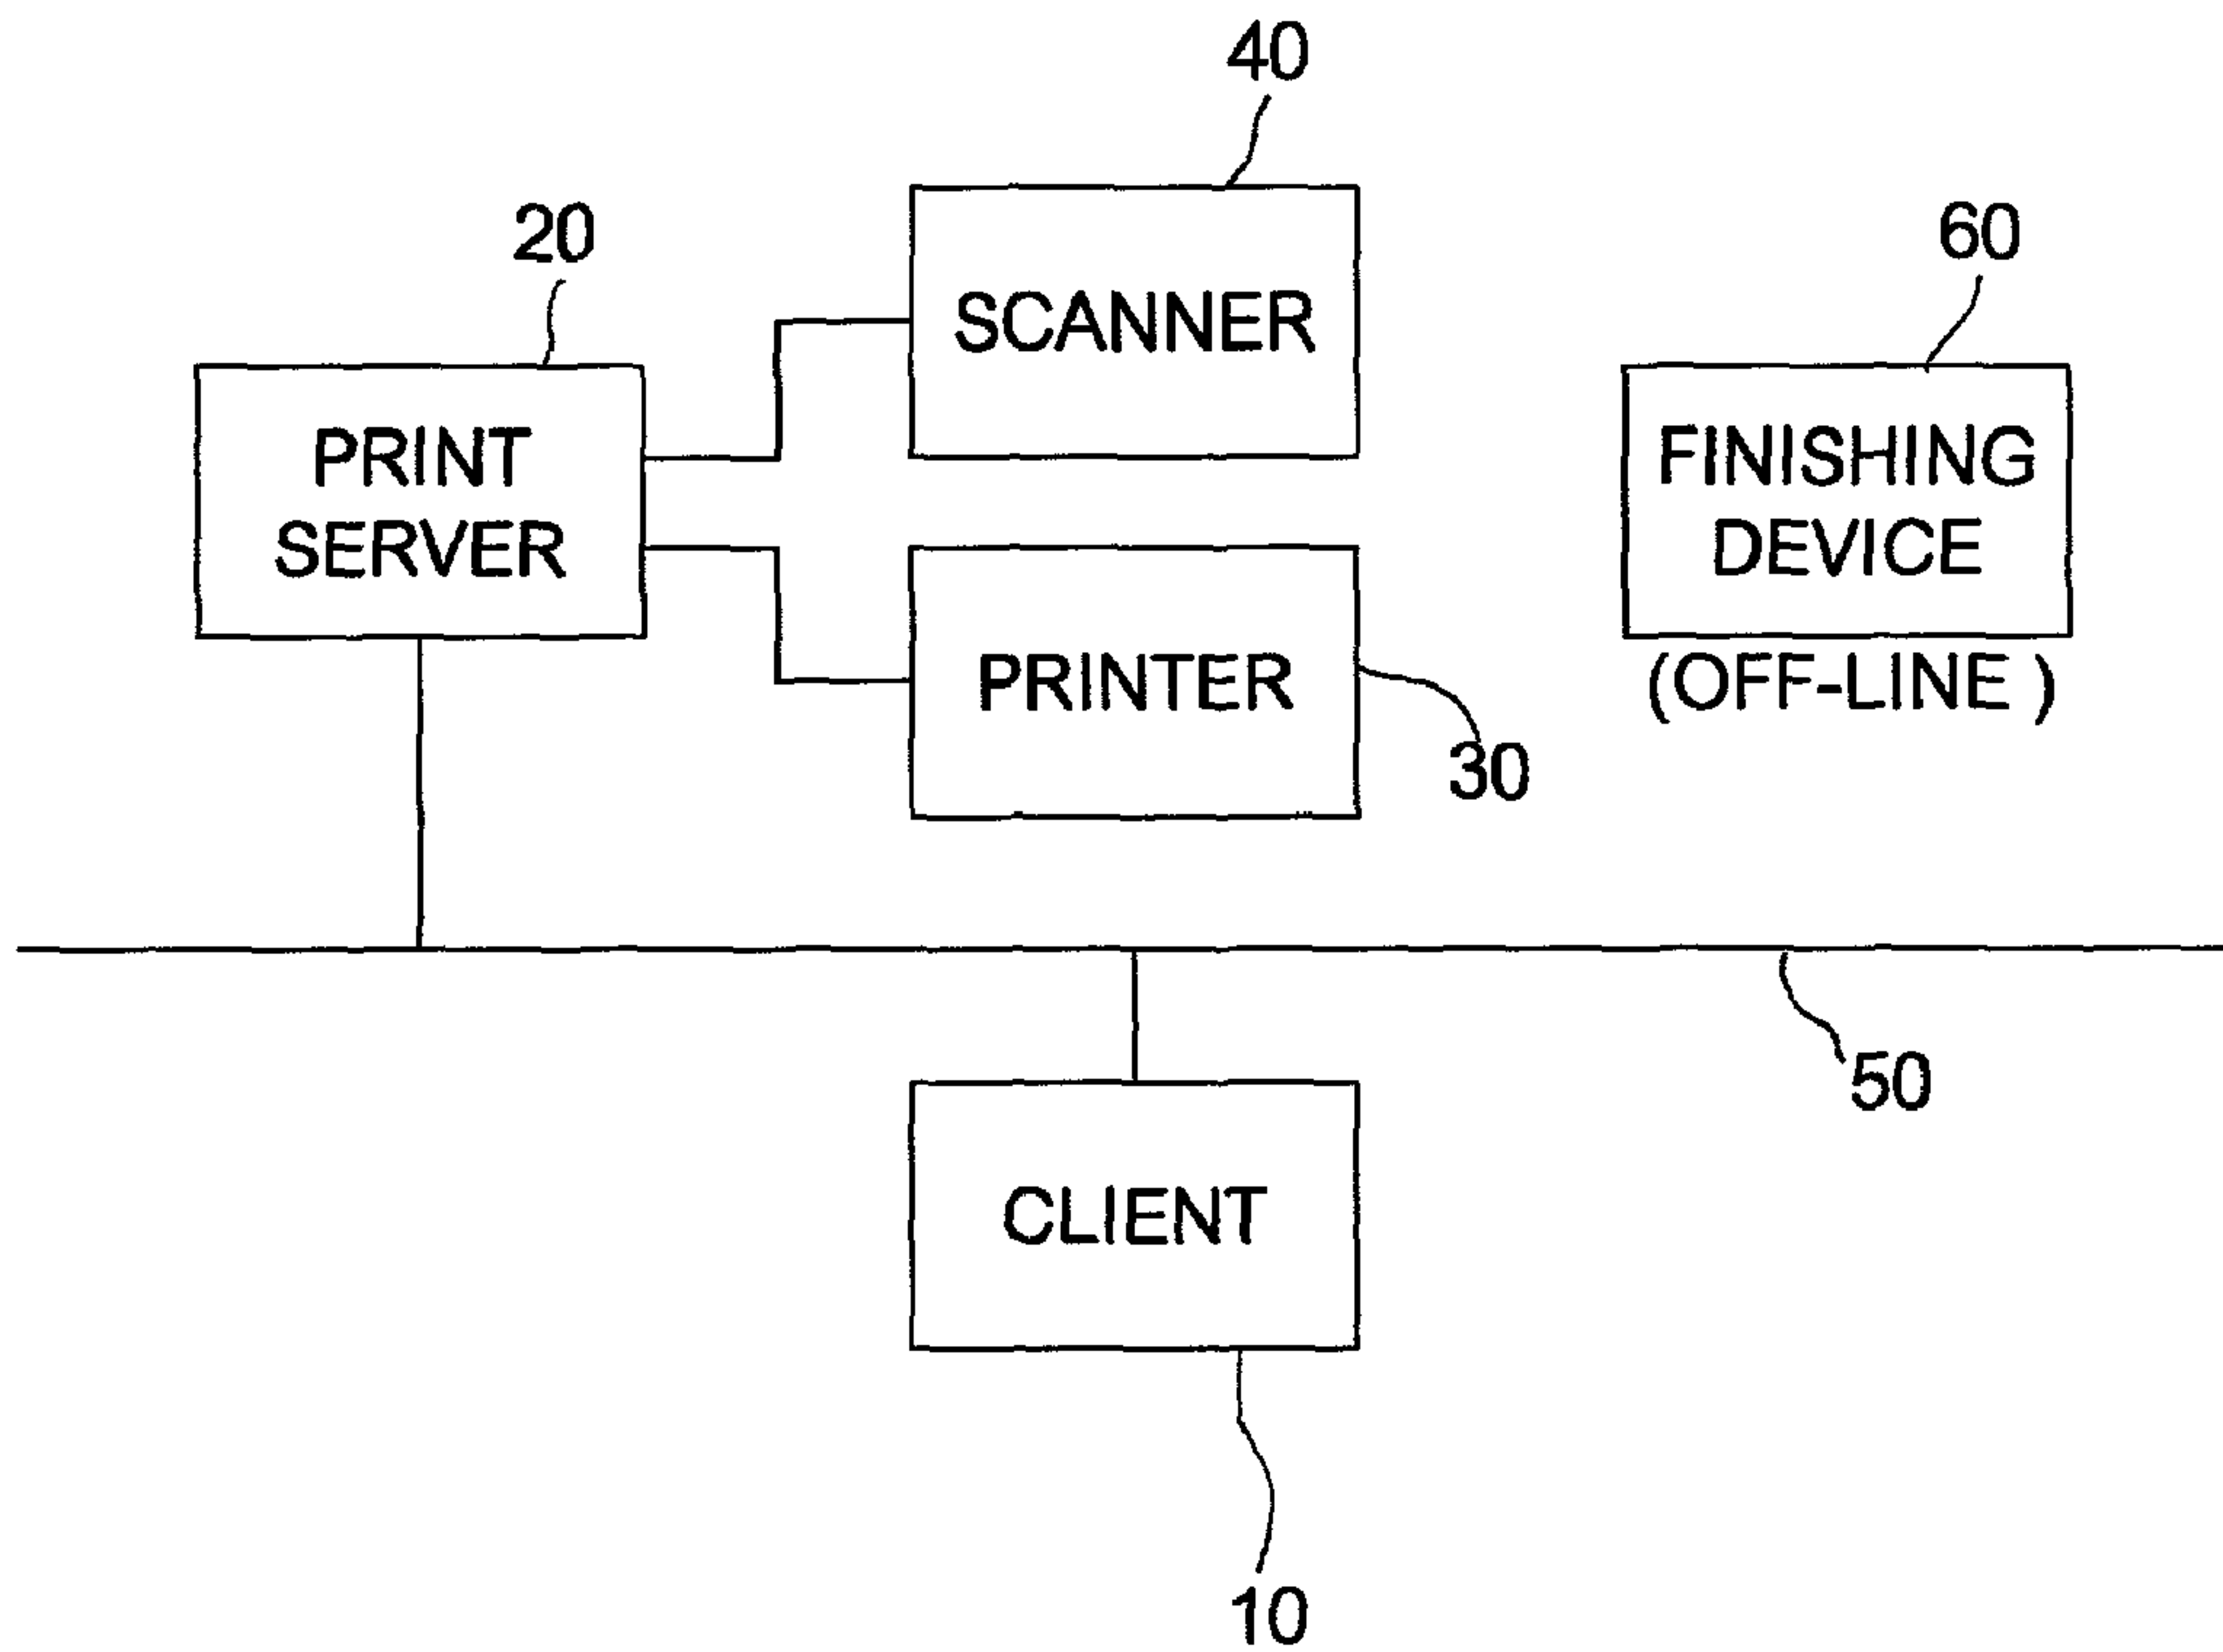 40
20
60
SCANNER
PRINT
SERVER
FINISHING
DEVICE
(OFF-LINE )
PRINTER
30
50
CLIENT
10